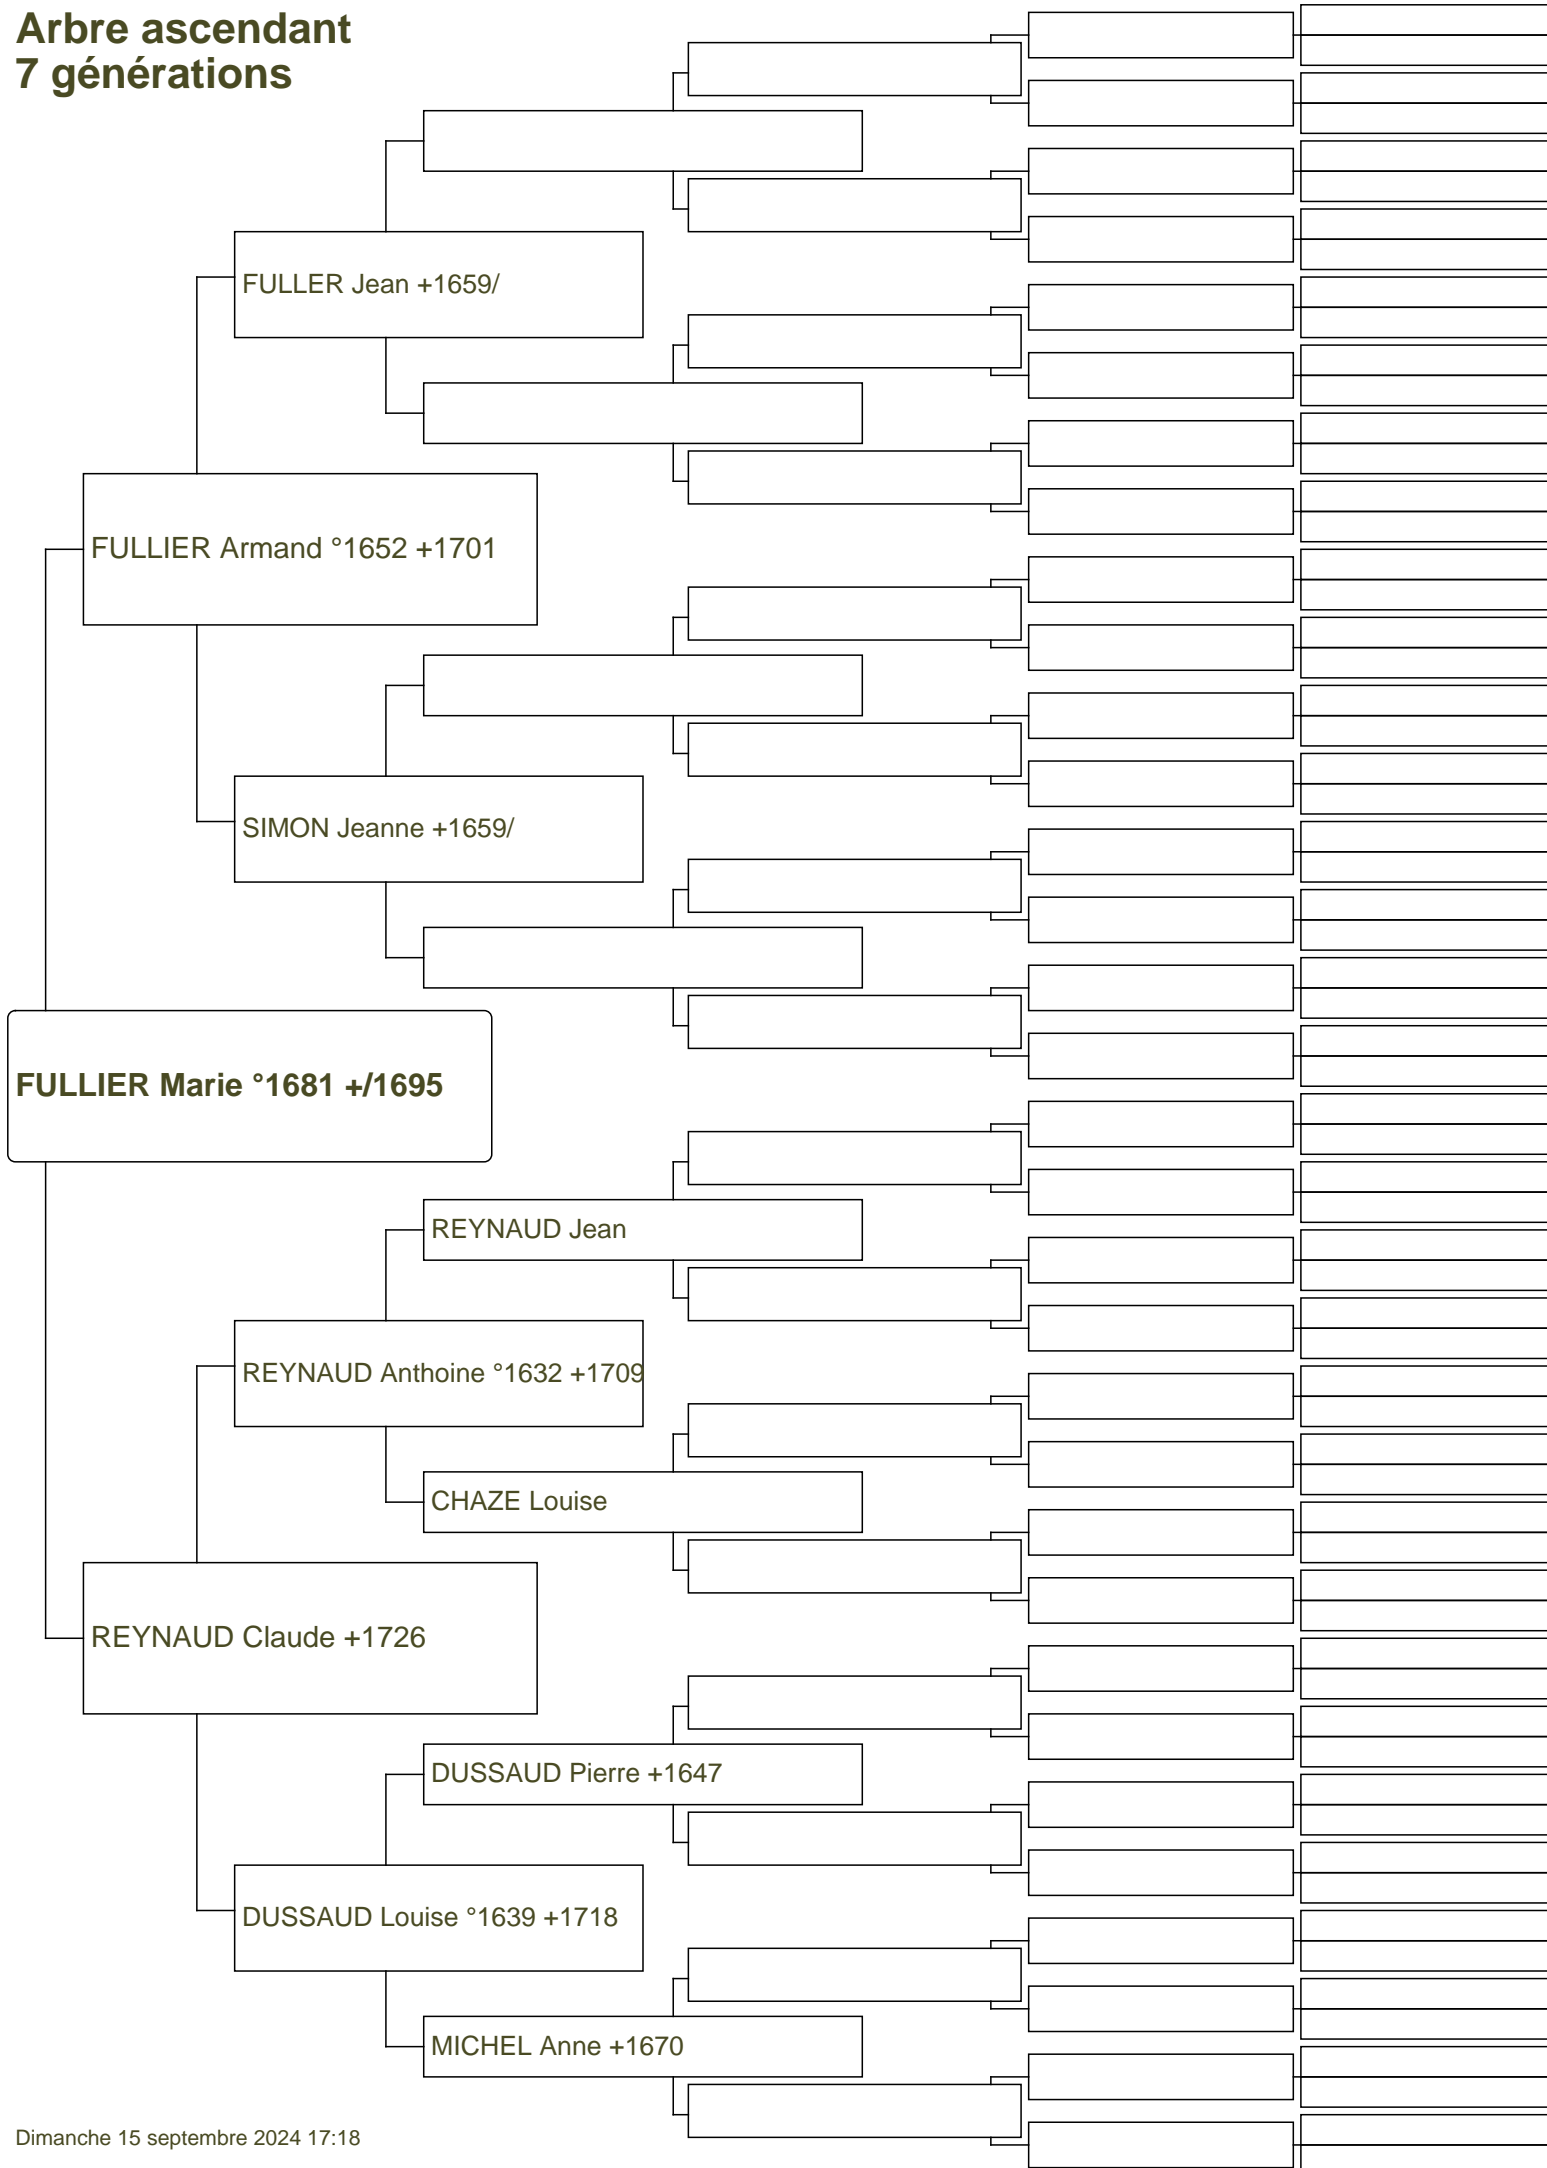 Arbre ascendant
7 générations
FULLER Jean +1659/
FULLIER Armand °1652 +1701
SIMON Jeanne +1659/
FULLIER Marie °1681 +/1695
REYNAUD Jean
REYNAUD Anthoine °1632 +1709
CHAZE Louise
REYNAUD Claude +1726
DUSSAUD Pierre +1647
DUSSAUD Louise °1639 +1718
MICHEL Anne +1670
Dimanche 15 septembre 2024 17:18